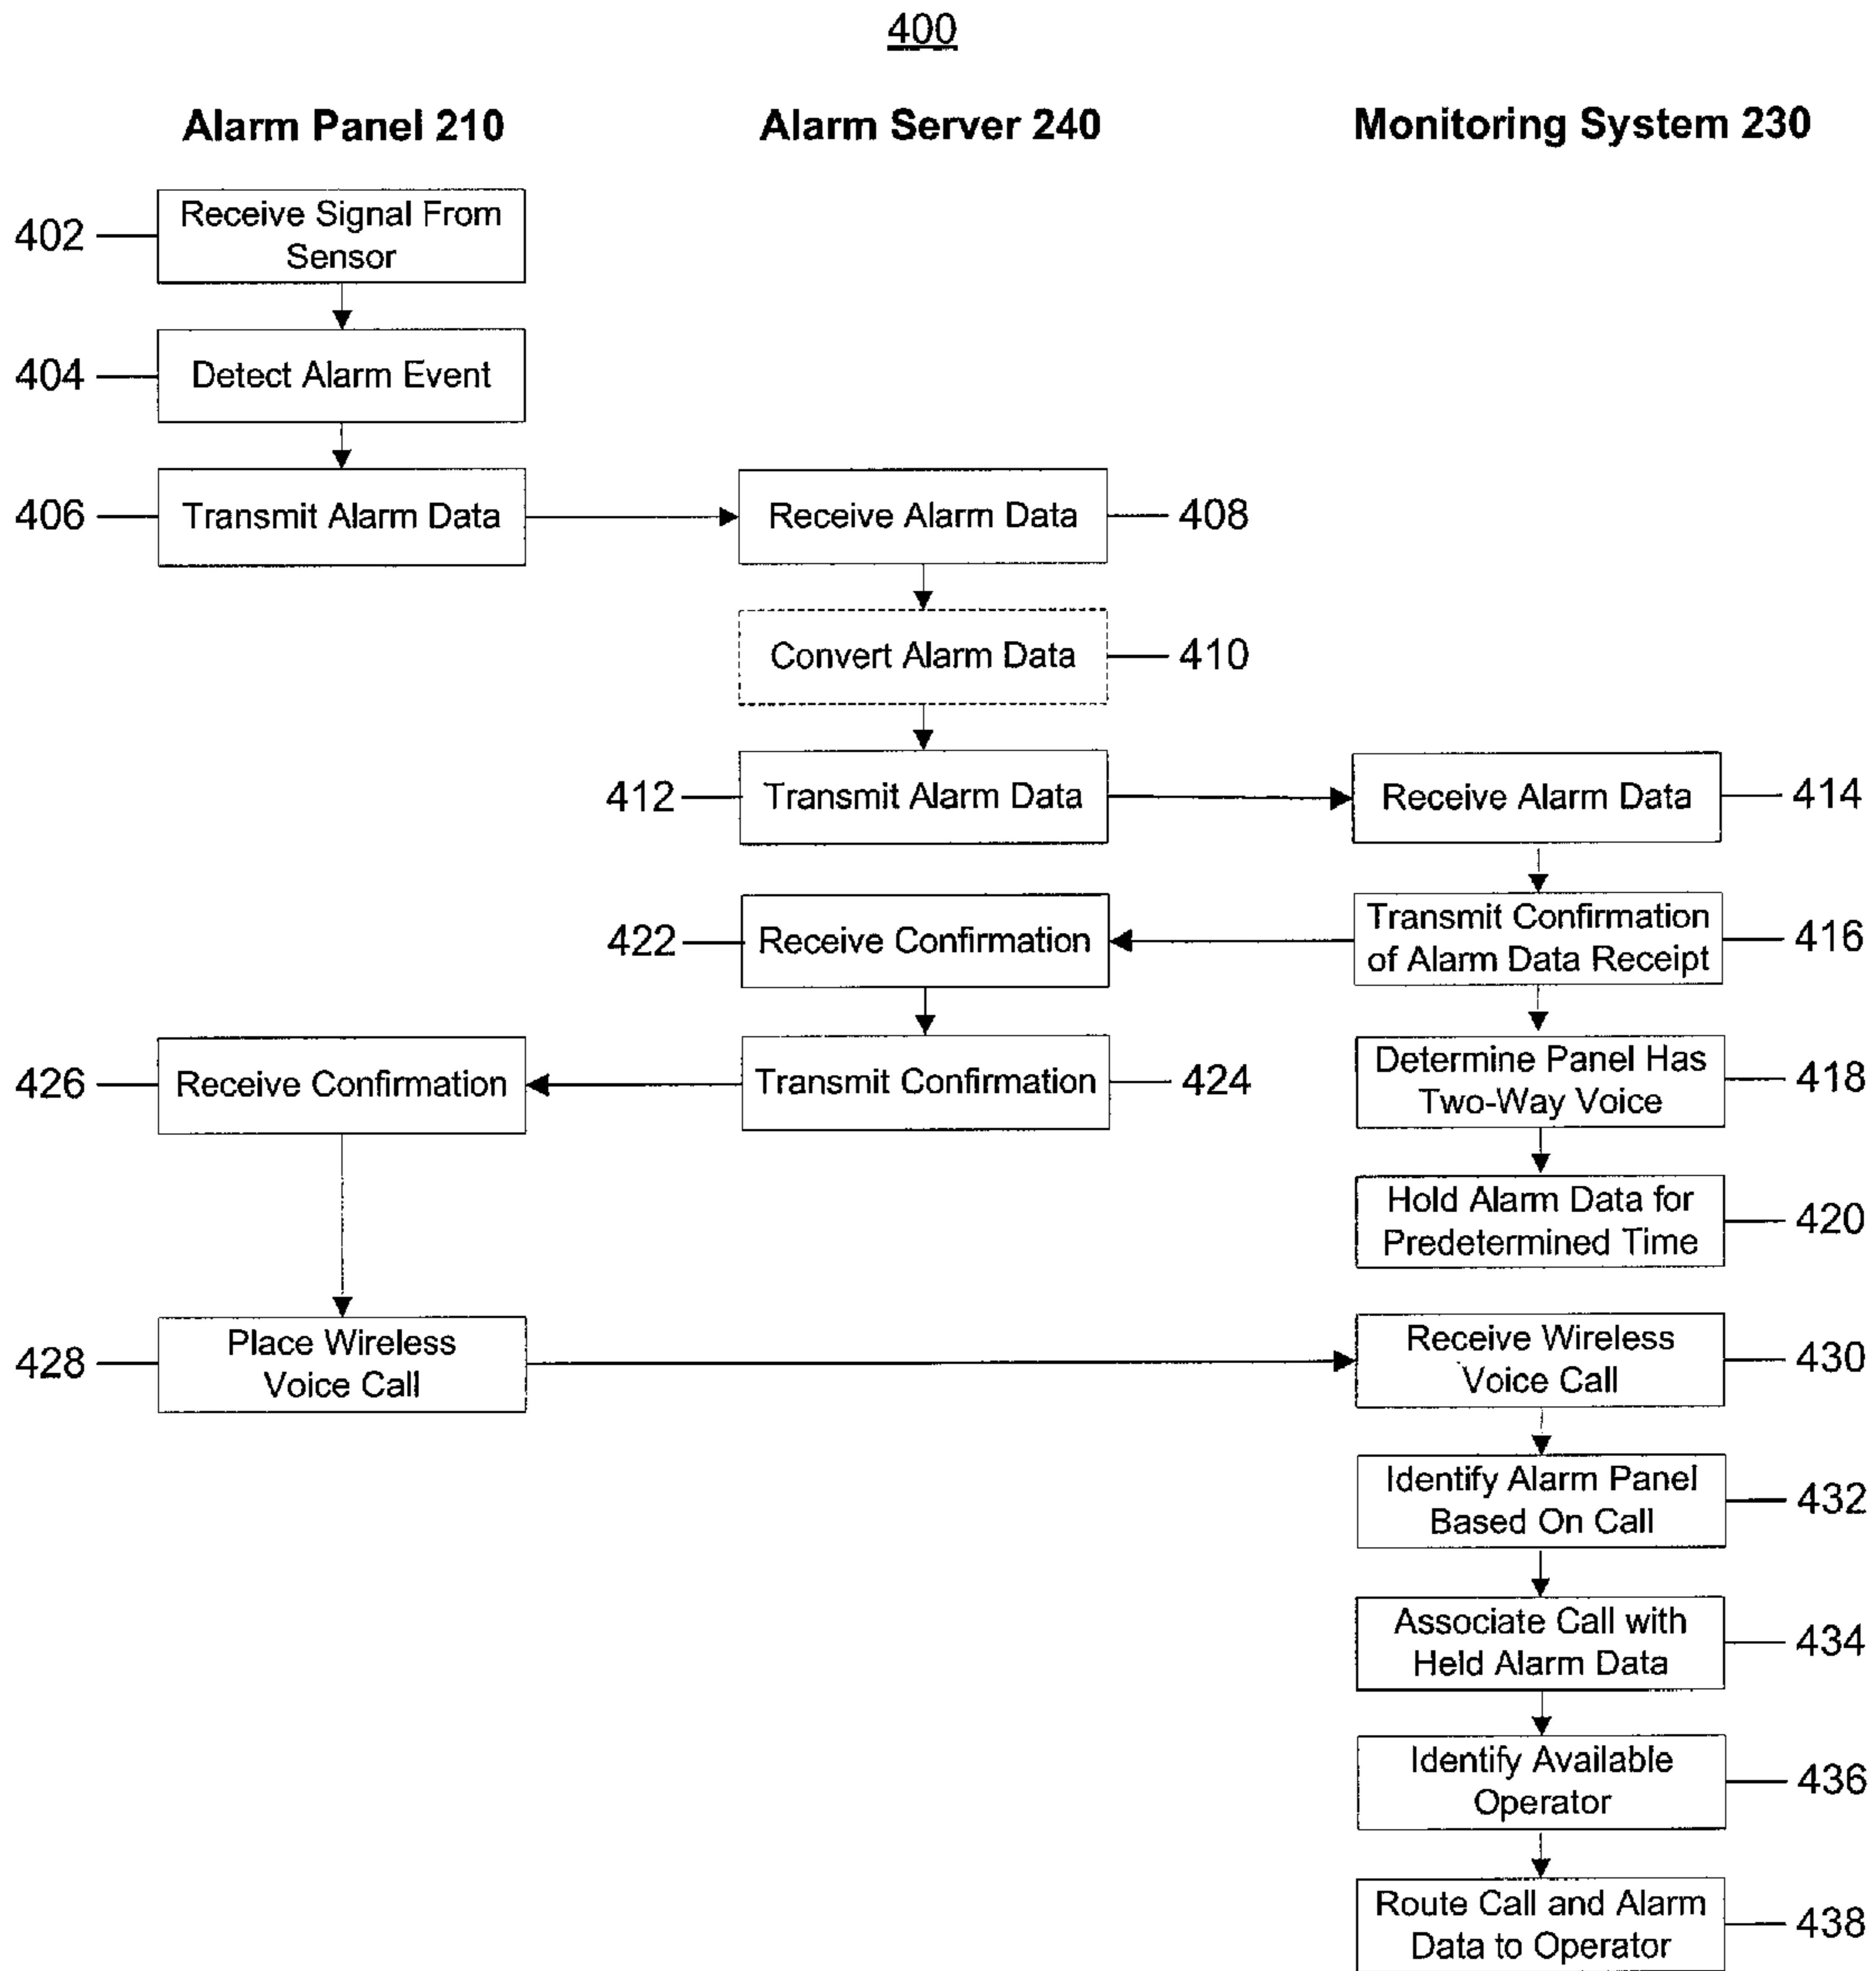 400
Alarm Panel 210
Alarm Server 240
Monitoring System 230
402
Receive Signal From
Sensor
404
Detect Alarm Event
406
Transmit Alarm Data
Receive Alarm Data
408
Convert Alarm Data
410
412
Transmit Alarm Data
Receive Alarm Data
414
422
Receive Confirmation
Transmit Confirmation
of Alarm Data Receipt
416
426
Receive Confirmation
Transmit Confirmation
424
Determine Panel Has
Two-Way Voice
418
Hold Alarm Data for
Predetermined Time
420
428
Place Wireless
Voice Call
Receive Wireless
Voice Call
430
Identify Alarm Panel
Based On Call
432
Associate Call with
Held Alarm Data
434
Identify Available
Operator
436
Route Call and Alarm
Data to Operator
438